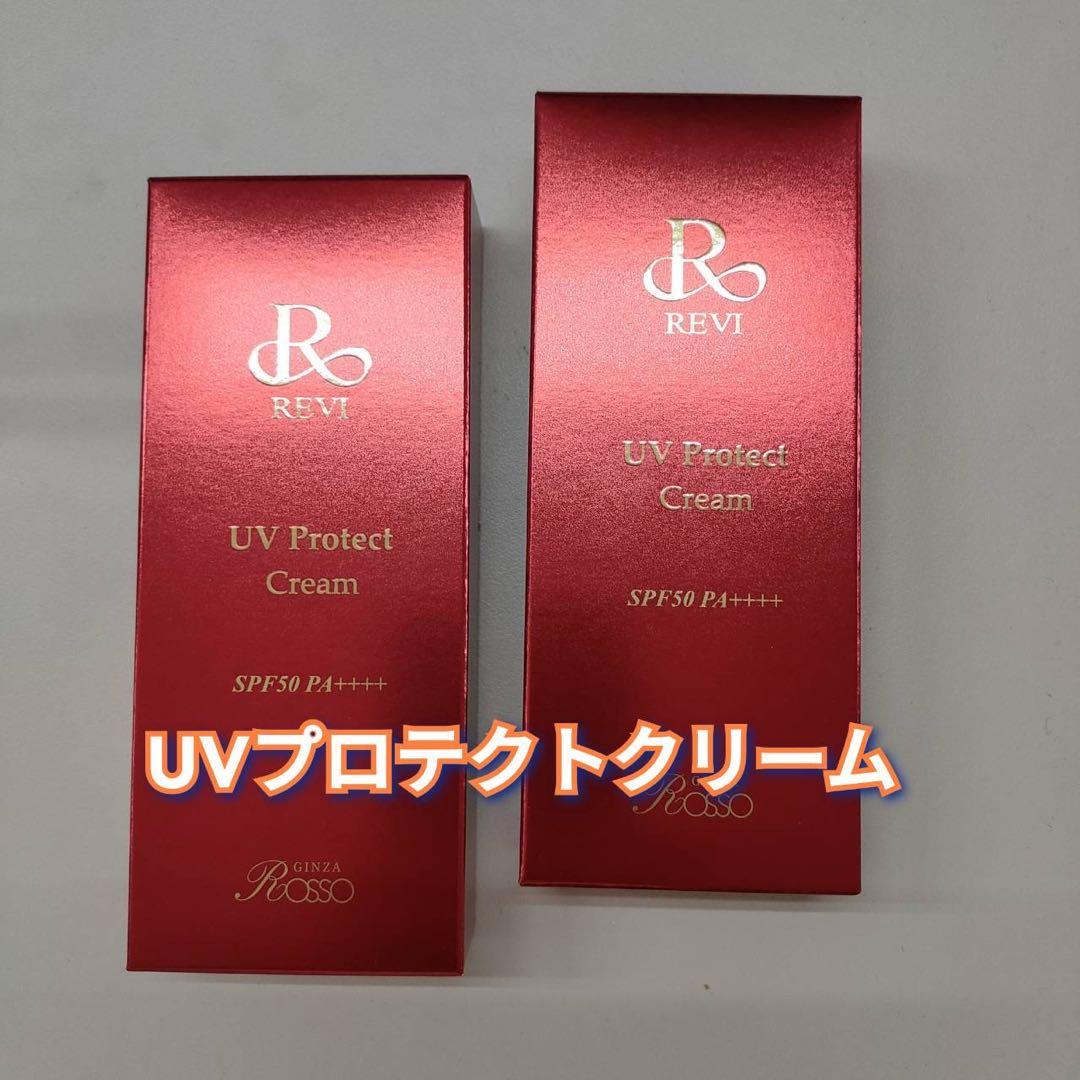 R
REVI
UV Protect
Cream
SPF50 PA++++
GINZA
Rosso
R
REVI
UV Protect
Cream
SPF50 PA++++
GINZA
Rosso
UVプロテクトクリーム